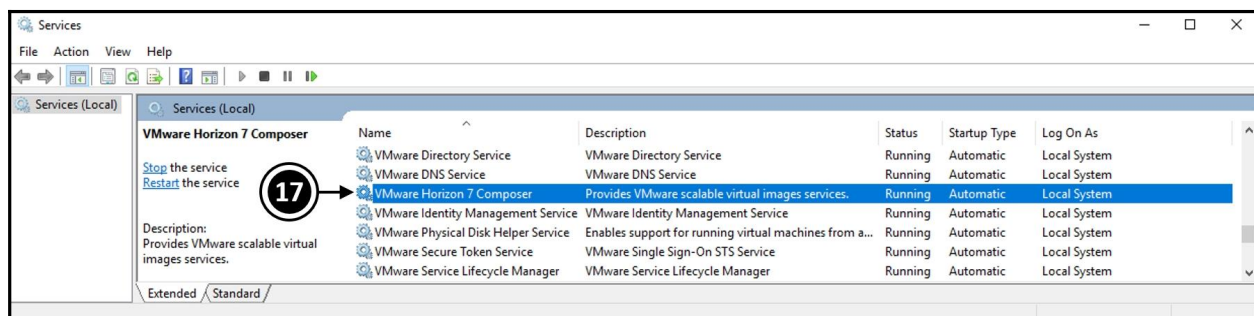 Services
File Action View Help
Services (Local)
Services (Local)
VMware Horizon 7 Composer
Stop the service
Restart the service
Description:
Provides VMware scalable virtual
images services.
17
Name Description Status Startup Type Log On As
VMware Directory Service VMware Directory Service Running Automatic Local System
VMware DNS Service VMware DNS Service Running Automatic Local System
VMware Horizon 7 Composer Provides VMware scalable virtual images services. Running Automatic Local System
VMware Identity Management Service VMware Identity Management Service Running Automatic Local System
VMware Physical Disk Helper Service Enables support for running virtual machines from a... Running Automatic Local System
VMware Secure Token Service VMware Single Sign-On STS Service Running Automatic Local System
VMware Service Lifecycle Manager VMware Service Lifecycle Manager Running Automatic Local System
Extended Standard